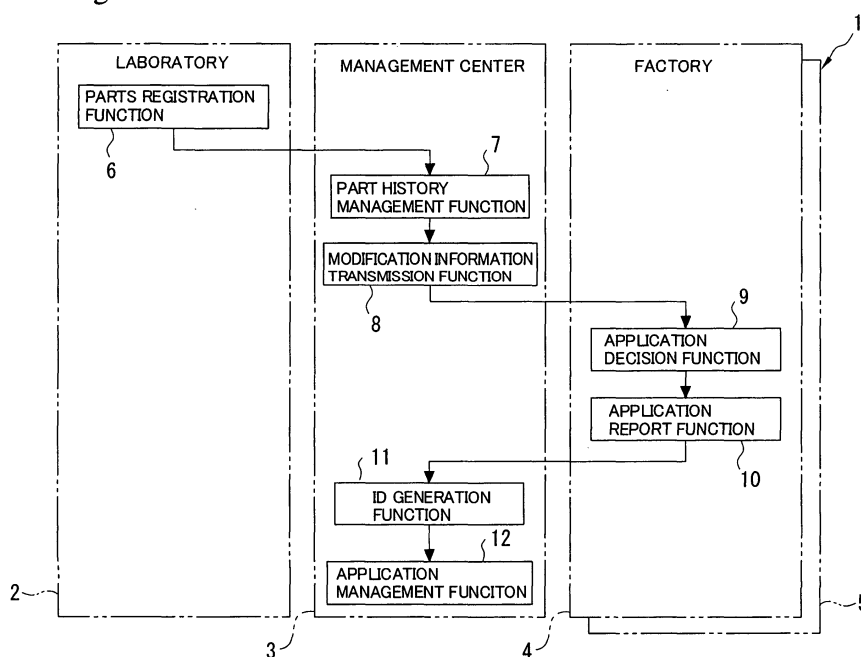 1
LABORATORY
MANAGEMENT CENTER
FACTORY
PARTS REGISTRATION
FUNCTION
6
7
PART HISTORY
MANAGEMENT FUNCTION
MODIFICATION INFORMATION
TRANSMISSION FUNCTION
8
9
APPLICATION
DECISION FUNCTION
APPLICATION
REPORT FUNCTION
10
11
ID GENERATION
FUNCTION
12
APPLICATION
MANAGEMENT FUNCITON
2
3
4
5